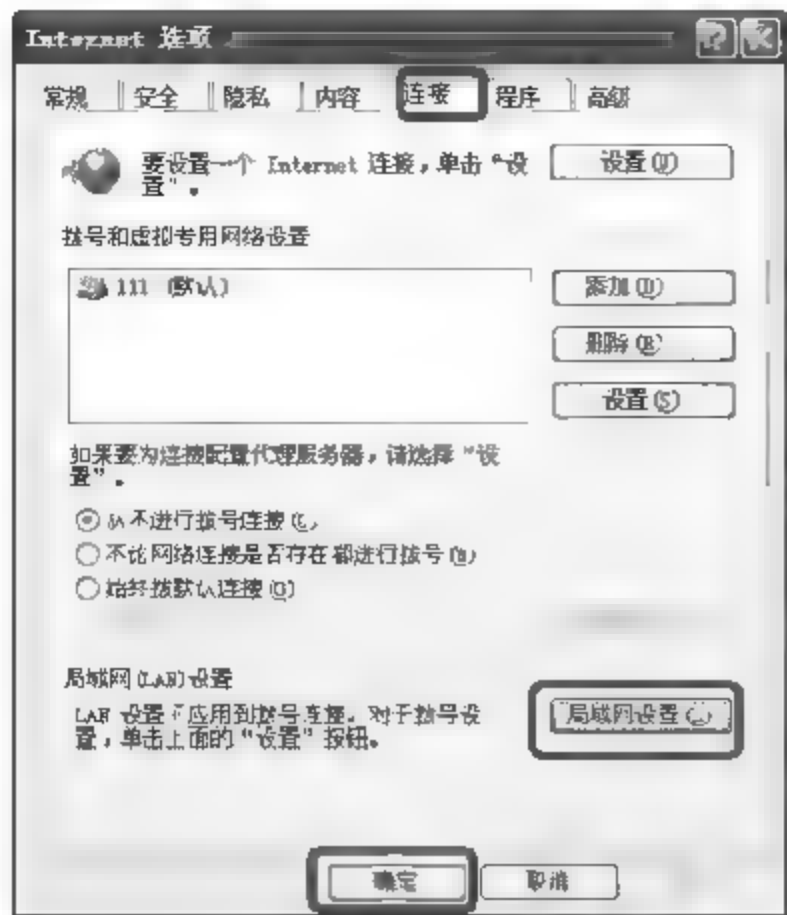 Internet 选项
常规 安全 隐私 内容 连接 程序 高级
要设置一个 Internet 连接，单击“设 设置(U)
置”。
拨号和虚拟专用网络设置
111 (默认) 添加(D)
删除(R)
设置(S)
如果要为连接配置代理服务器，请选择“设
置”。
从不进行拨号连接(C)
不论网络连接是否存在都进行拨号(N)
始终拨默认连接(O)
局域网(LAN)设置
LAN 设置不应用到拨号连接。对于拨号设 局域网设置(L)
置，单击上面的“设置”按钮。
确定 取消